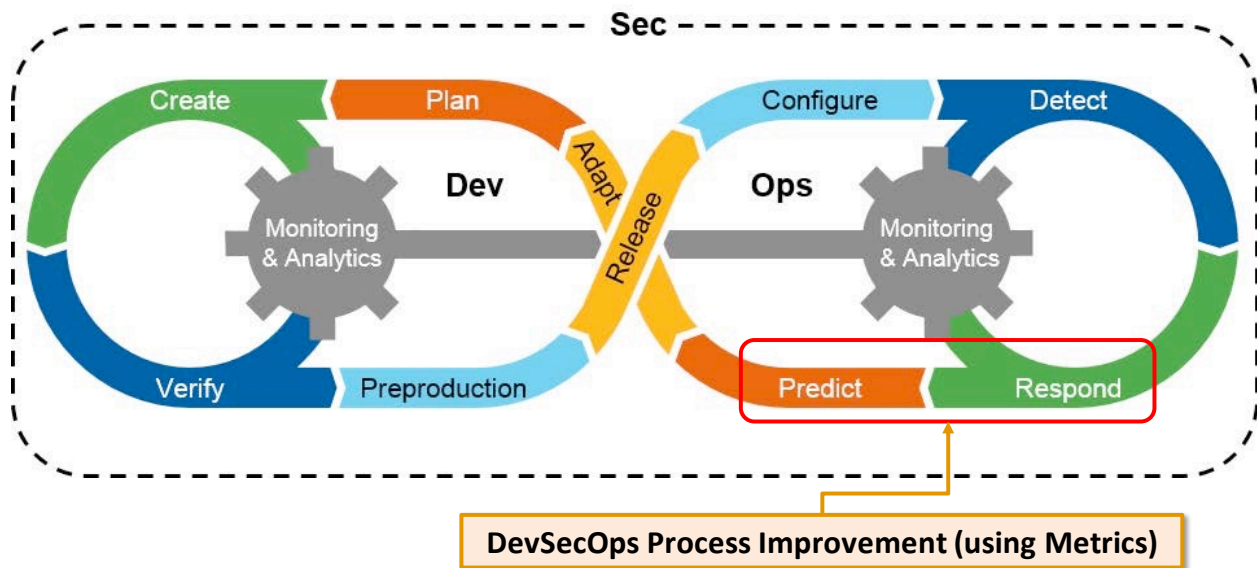 Sec
Create
Plan
Configure
Detect
Adapt
Dev
Ops
Release
Monitoring
& Analytics
Monitoring
& Analytics
Verify
Preproduction
Predict
Respond
DevSecOps Process Improvement (using Metrics)